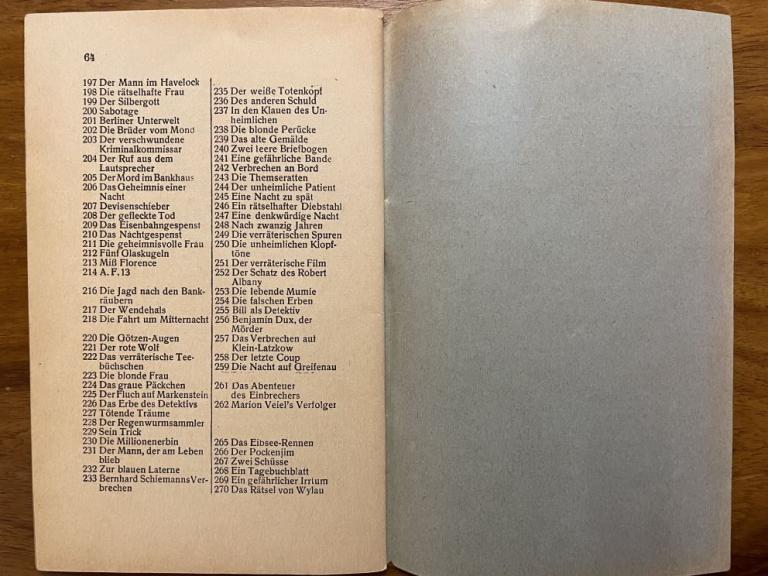 64
197 Der Mann im Havelock
198 Die rätselhafte Frau
199 Der Silbergott
200 Sabotage
201 Berliner Unterwelt
202 Die Brüder vom Mond
203 Der verschwundene
Kriminalkommissar
204 Der Ruf aus dem
Lautsprecher
205 Der Mord im Bankhaus
206 Das Geheimnis einer
Nacht
207 Devisenschieber
208 Der gefleckte Tod
209 Das Eisenbahngespenst
210 Das Nachtgespenst
211 Die geheimnisvolle Frau
212 Fünf Glaskugeln
213 Miß Florence
214 A. F. 13
216 Die Jagd nach den Bank-
räubern
217 Der Wendehals
218 Die Fahrt um Mitternacht
220 Die Götzen-Augen
221 Der rote Wolf
222 Das verräterische Tee-
büchschen
223 Die blonde Frau
224 Das graue Päckchen
225 Der Fluch auf Markenstein
226 Das Erbe des Detektivs
227 Tötende Träume
228 Der Regenwurmsammler
229 Sein Trick
230 Die Millionenerbin
231 Der Mann, der am Leben
blieb
232 Zur blauen Laterne
233 Bernhard Schiemanns Ver-
brechen
235 Der weiße Totenkopf
236 Des anderen Schuld
237 In den Klauen des Un-
heimlichen
238 Die blonde Perücke
239 Das alte Gemälde
240 Zwei leere Briefbogen
241 Eine gefährliche Bande
242 Verbrechen an Bord
243 Die Themseratten
244 Der unheimliche Patient
245 Eine Nacht zu spät
246 Ein rätselhafter Diebstahl
247 Eine denkwürdige Nacht
248 Nach zwanzig Jahren
249 Die verräterischen Spuren
250 Die unheimlichen Klopf-
töne
251 Der verräterische Film
252 Der Schatz des Robert
Albany
253 Die lebende Mumie
254 Die falschen Erben
255 Bill als Detektiv
256 Benjamin Dux, der
Mörder
257 Das Verbrechen auf
Klein-Latzkow
258 Der letzte Coup
259 Die Nacht auf Greifenau
261 Das Abenteuer
des Einbrechers
262 Marion Veiel's Verfolger
265 Das Eibsee-Rennen
266 Der Pockenjim
267 Zwei Schüsse
268 Ein Tagebuchblatt
269 Ein gefährlicher Irrtum
270 Das Rätsel von Wylau